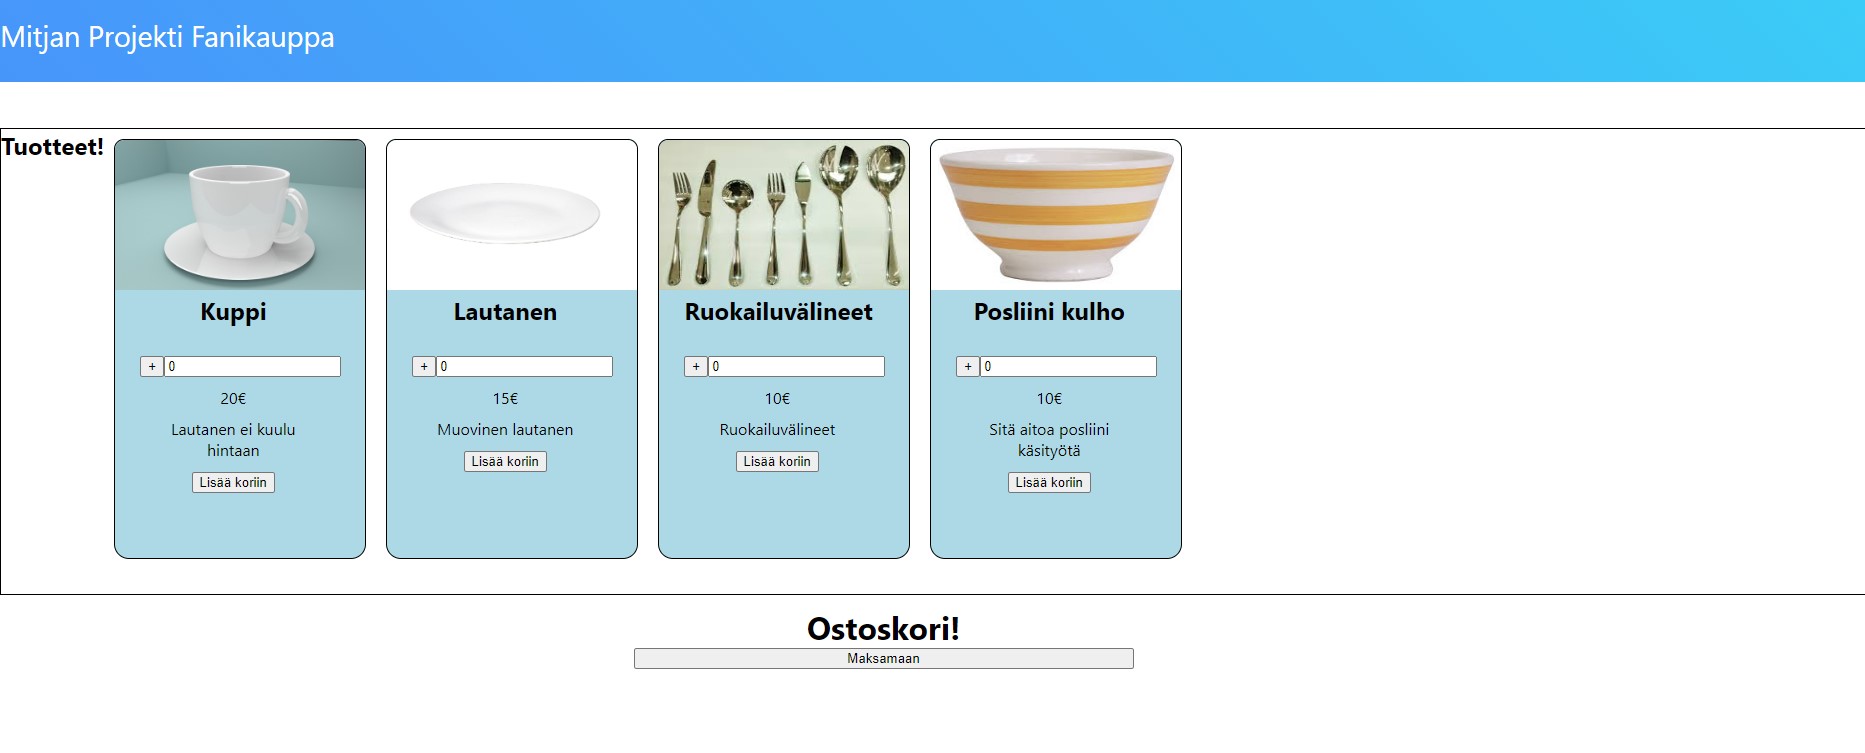 Mitjan Projekti Fanikauppa
Tuotteet!
Kuppi
+ 0
20€
Lautanen ei kuulu
hintaan
Lisää koriin
Lautanen
+ 0
15€
Muovinen lautanen
Lisää koriin
Ruokailuvälineet
+ 0
10€
Ruokailuvälineet
Lisää koriin
Posliini kulho
+ 0
10€
Sitä aitoa posliini
käsityötä
Lisää koriin
Ostoskori!
Maksamaan